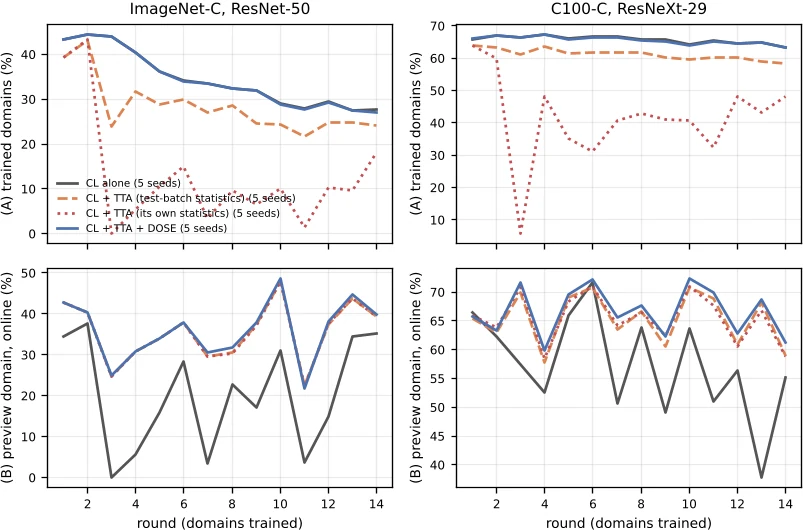 ImageNet-C, ResNet-50
C100-C, ResNeXt-29
(A) trained domains (%)
40
30
20
10
0
CL alone (5 seeds)
CL + TTA (test-batch statistics) (5 seeds)
CL + TTA (its own statistics) (5 seeds)
CL + TTA + DOSE (5 seeds)
(A) trained domains (%)
70
60
50
40
30
20
10
(B) preview domain, online (%)
50
40
30
20
10
0
2 4 6 8 10 12 14
round (domains trained)
(B) preview domain, online (%)
70
65
60
55
50
45
40
2 4 6 8 10 12 14
round (domains trained)